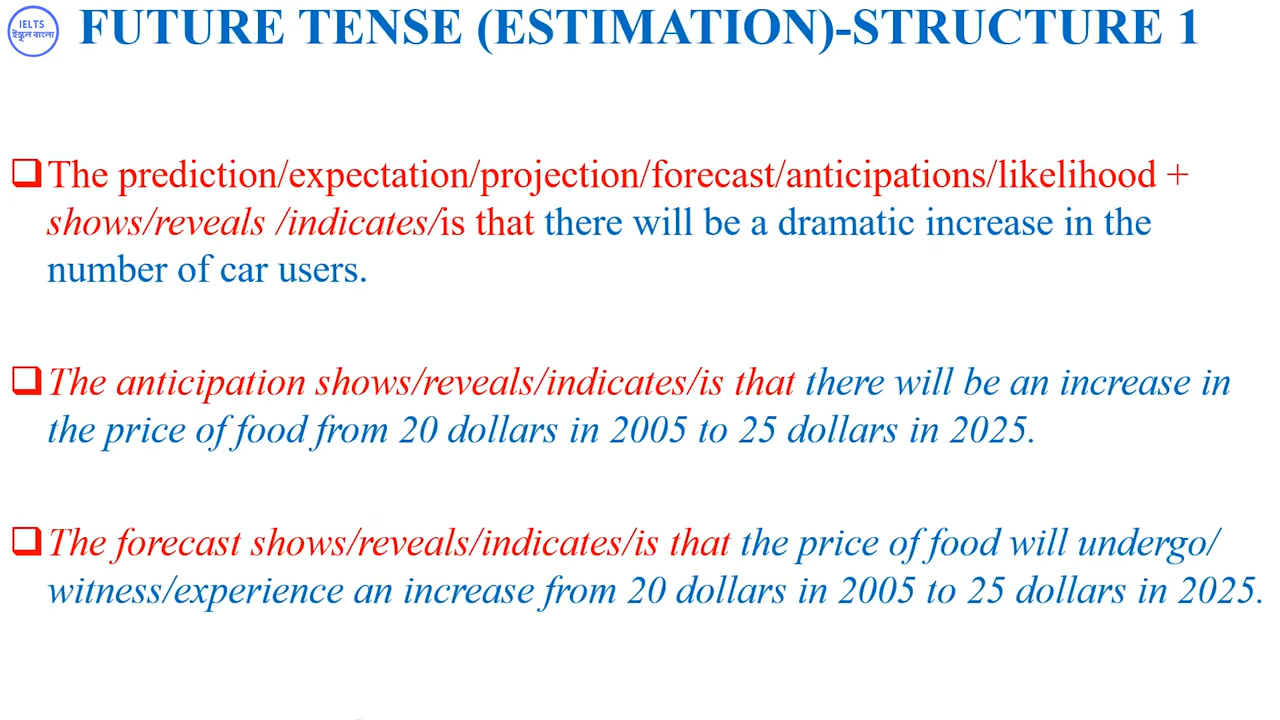 IELTS
ইস্কুল বাংলা
FUTURE TENSE (ESTIMATION)-STRUCTURE 1
The prediction/expectation/projection/forecast/anticipations/likelihood +
shows/reveals /indicates/is that there will be a dramatic increase in the
number of car users.
The anticipation shows/reveals/indicates/is that there will be an increase in
the price of food from 20 dollars in 2005 to 25 dollars in 2025.
The forecast shows/reveals/indicates/is that the price of food will undergo/
witness/experience an increase from 20 dollars in 2005 to 25 dollars in 2025.